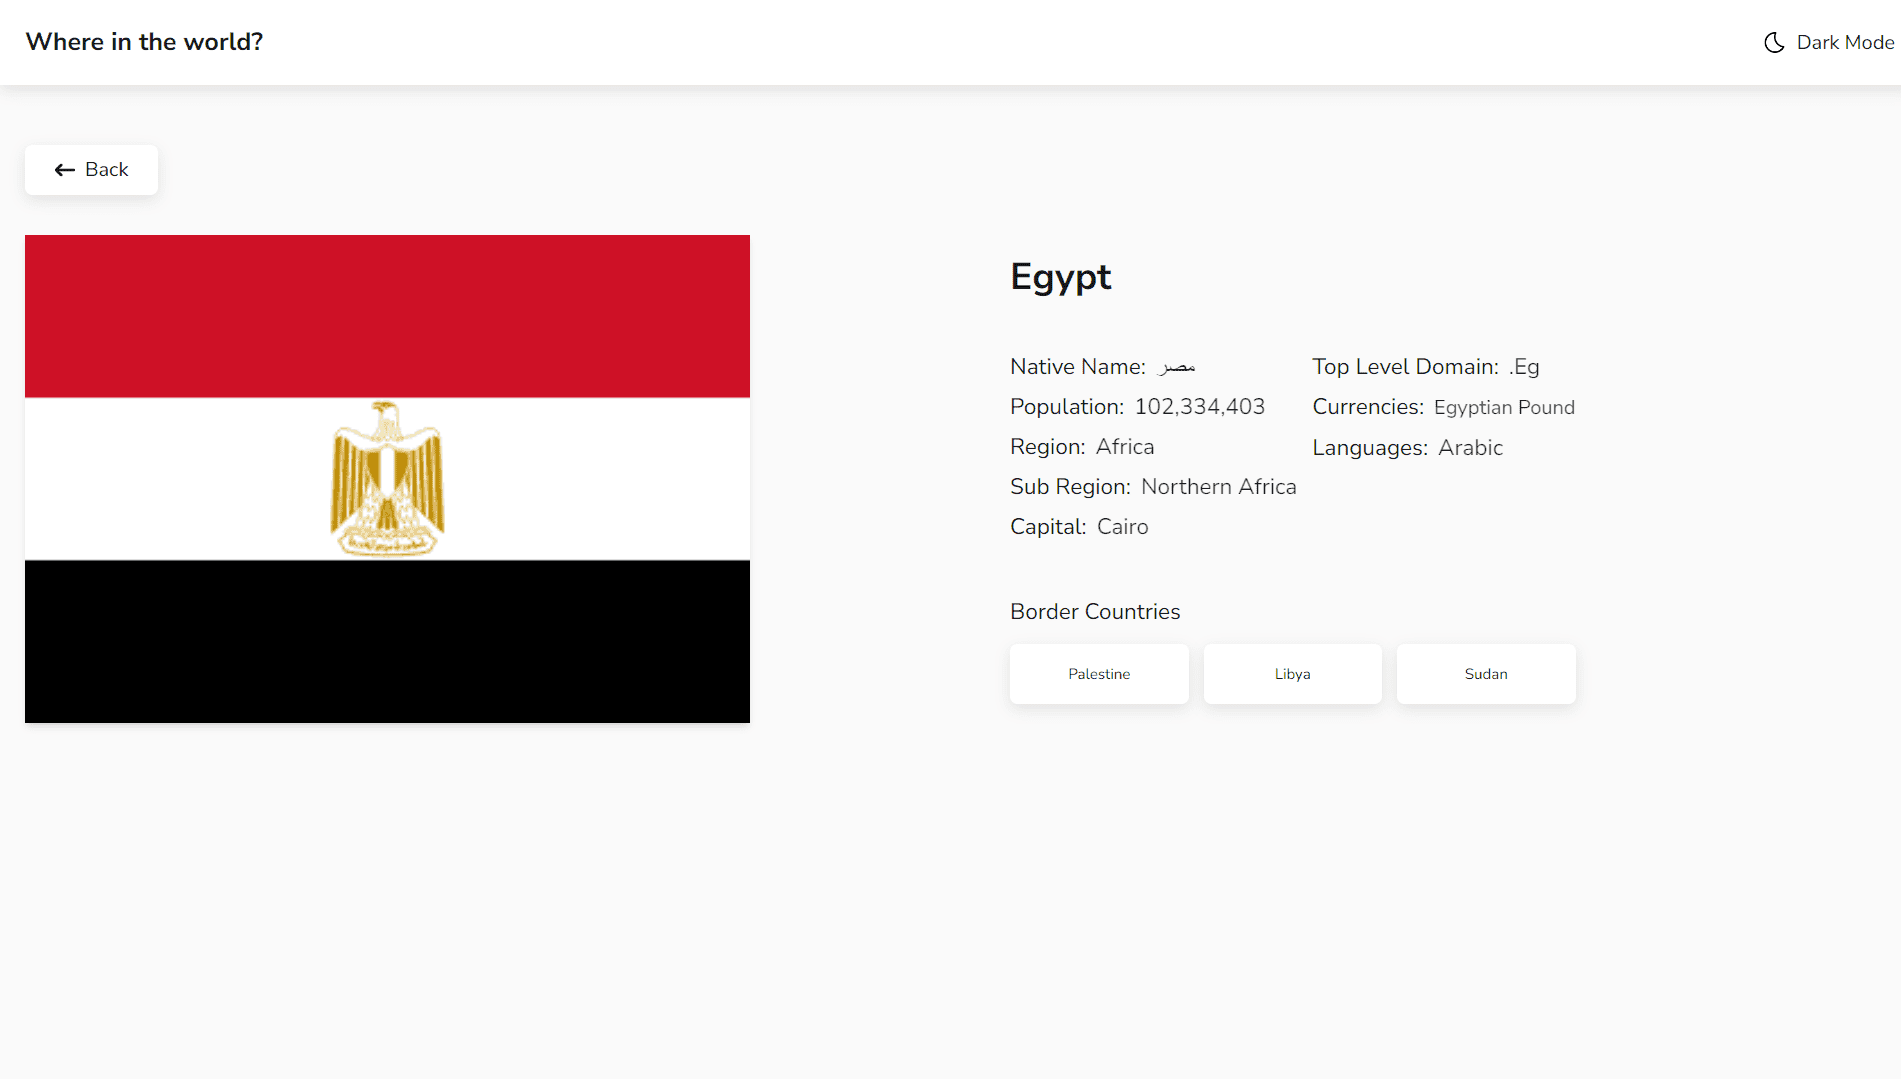 Where in the world?
Dark Mode
Back
Egypt
Native Name: مصر
Population: 102,334,403
Region: Africa
Sub Region: Northern Africa
Capital: Cairo
Top Level Domain: .Eg
Currencies: Egyptian Pound
Languages: Arabic
Border Countries
Palestine
Libya
Sudan